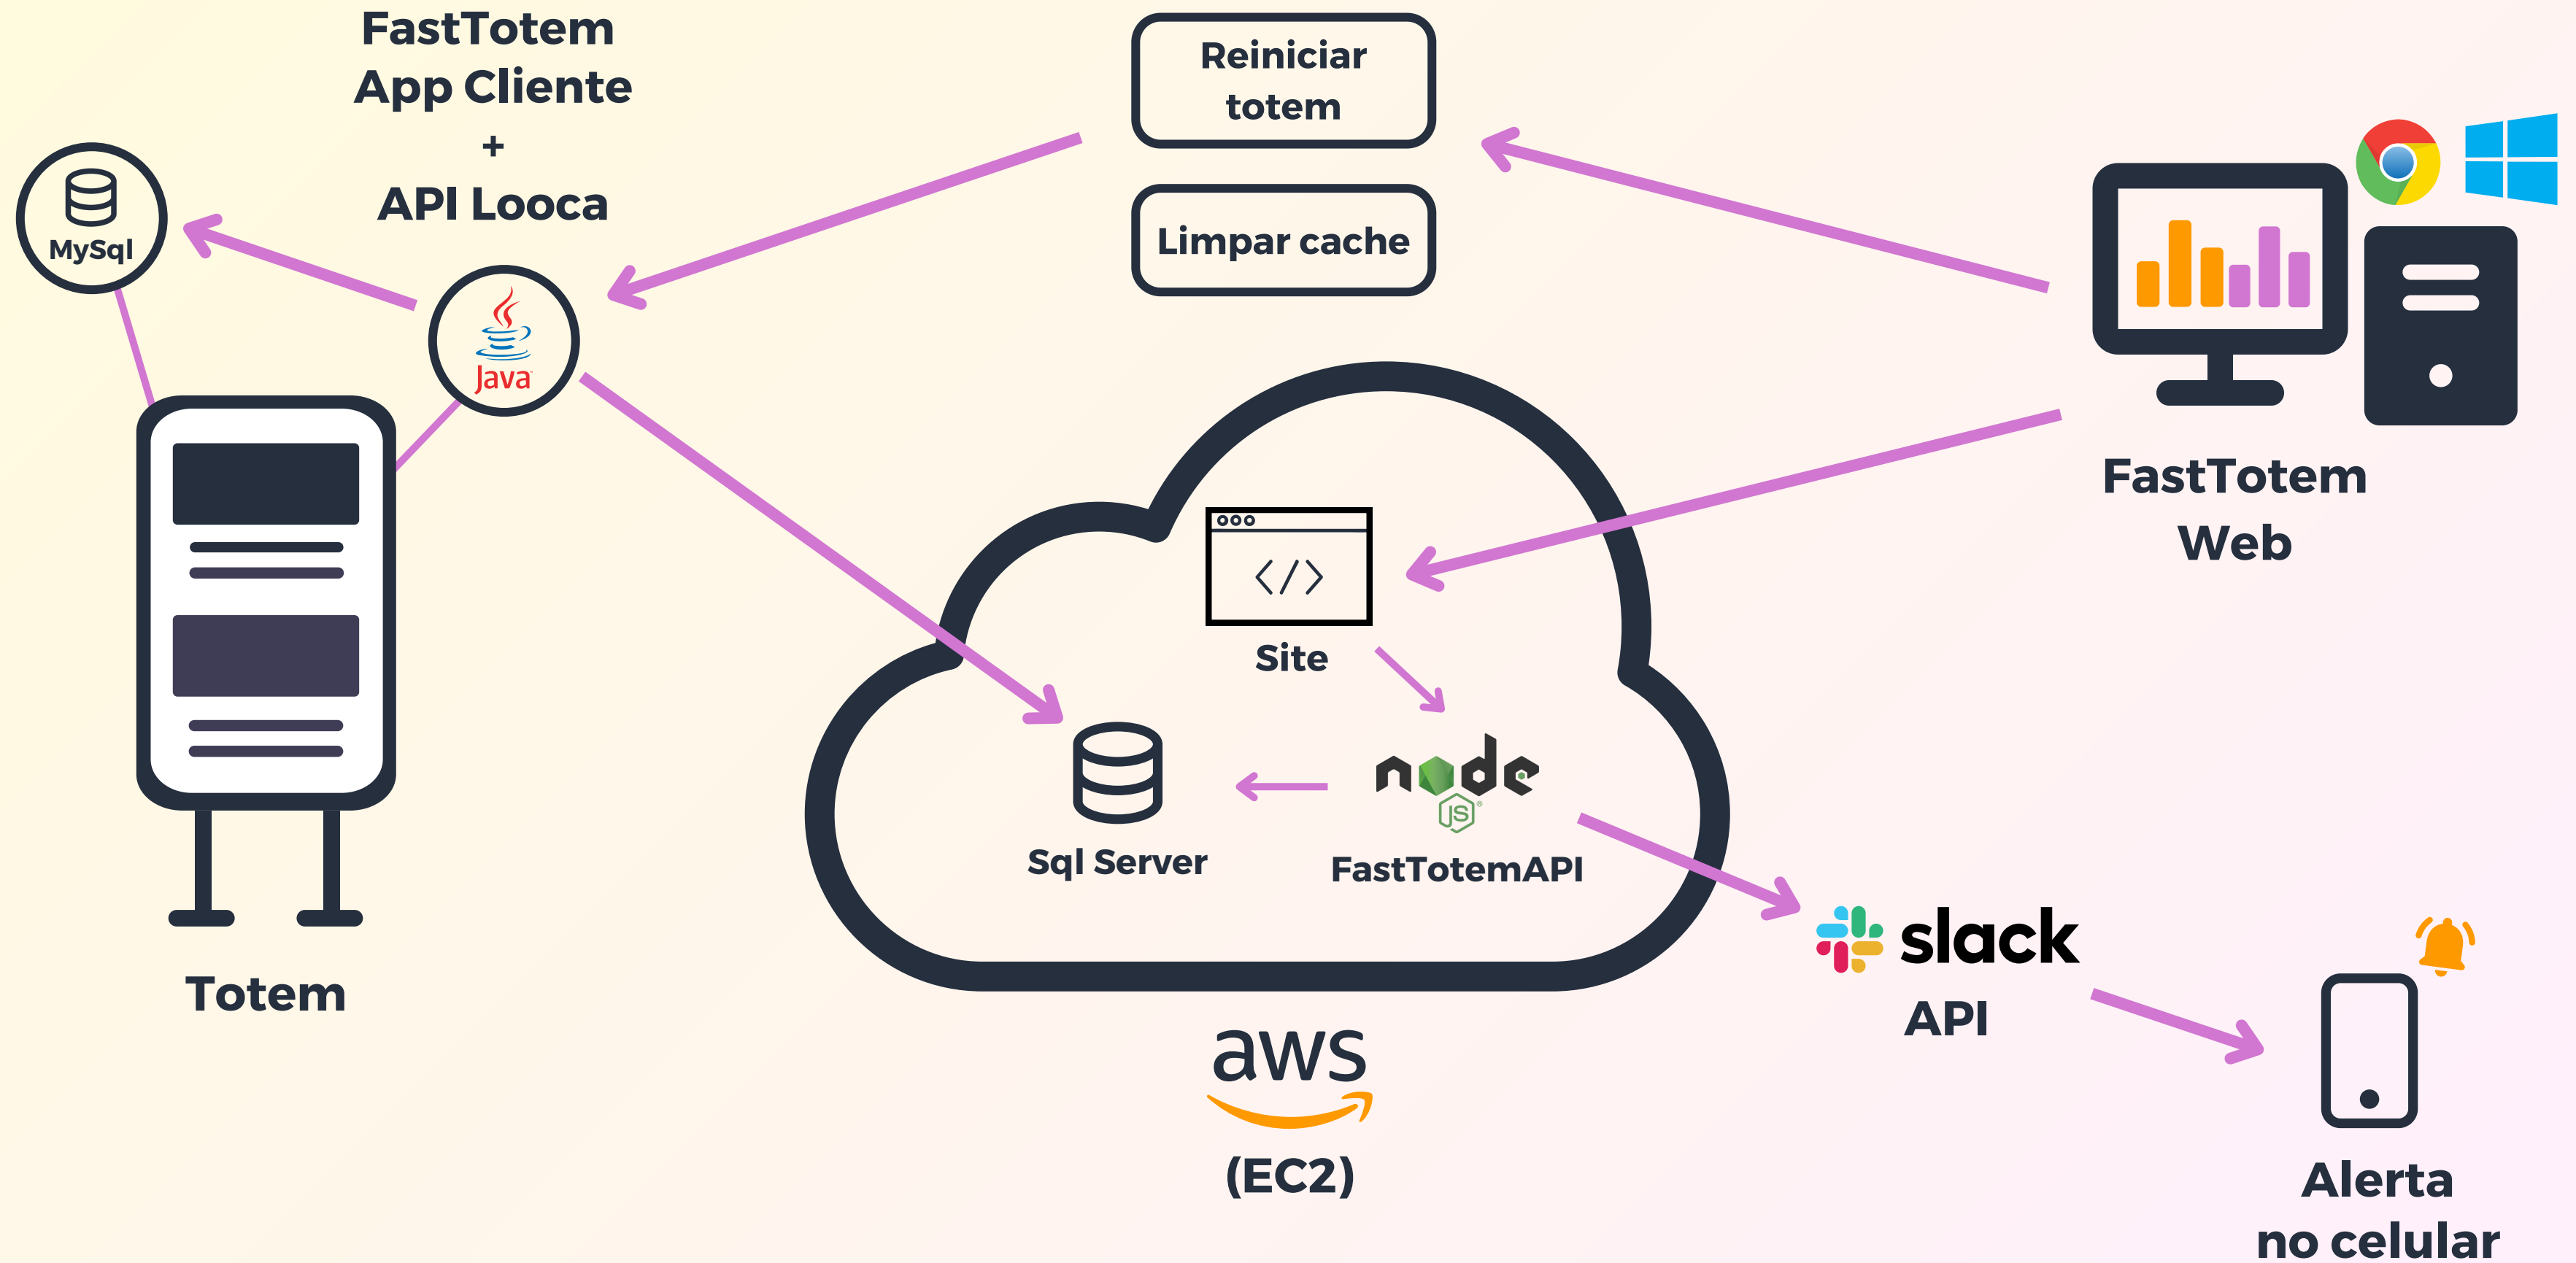 FastTotem
App Cliente
+
API Looca
MySql
Java
Totem
Reiniciar
totem
Limpar cache
FastTotem
Web
</>
Site
Sql Server
node
JS
FastTotemAPI
aws
(EC2)
slack
API
Alerta
no celular